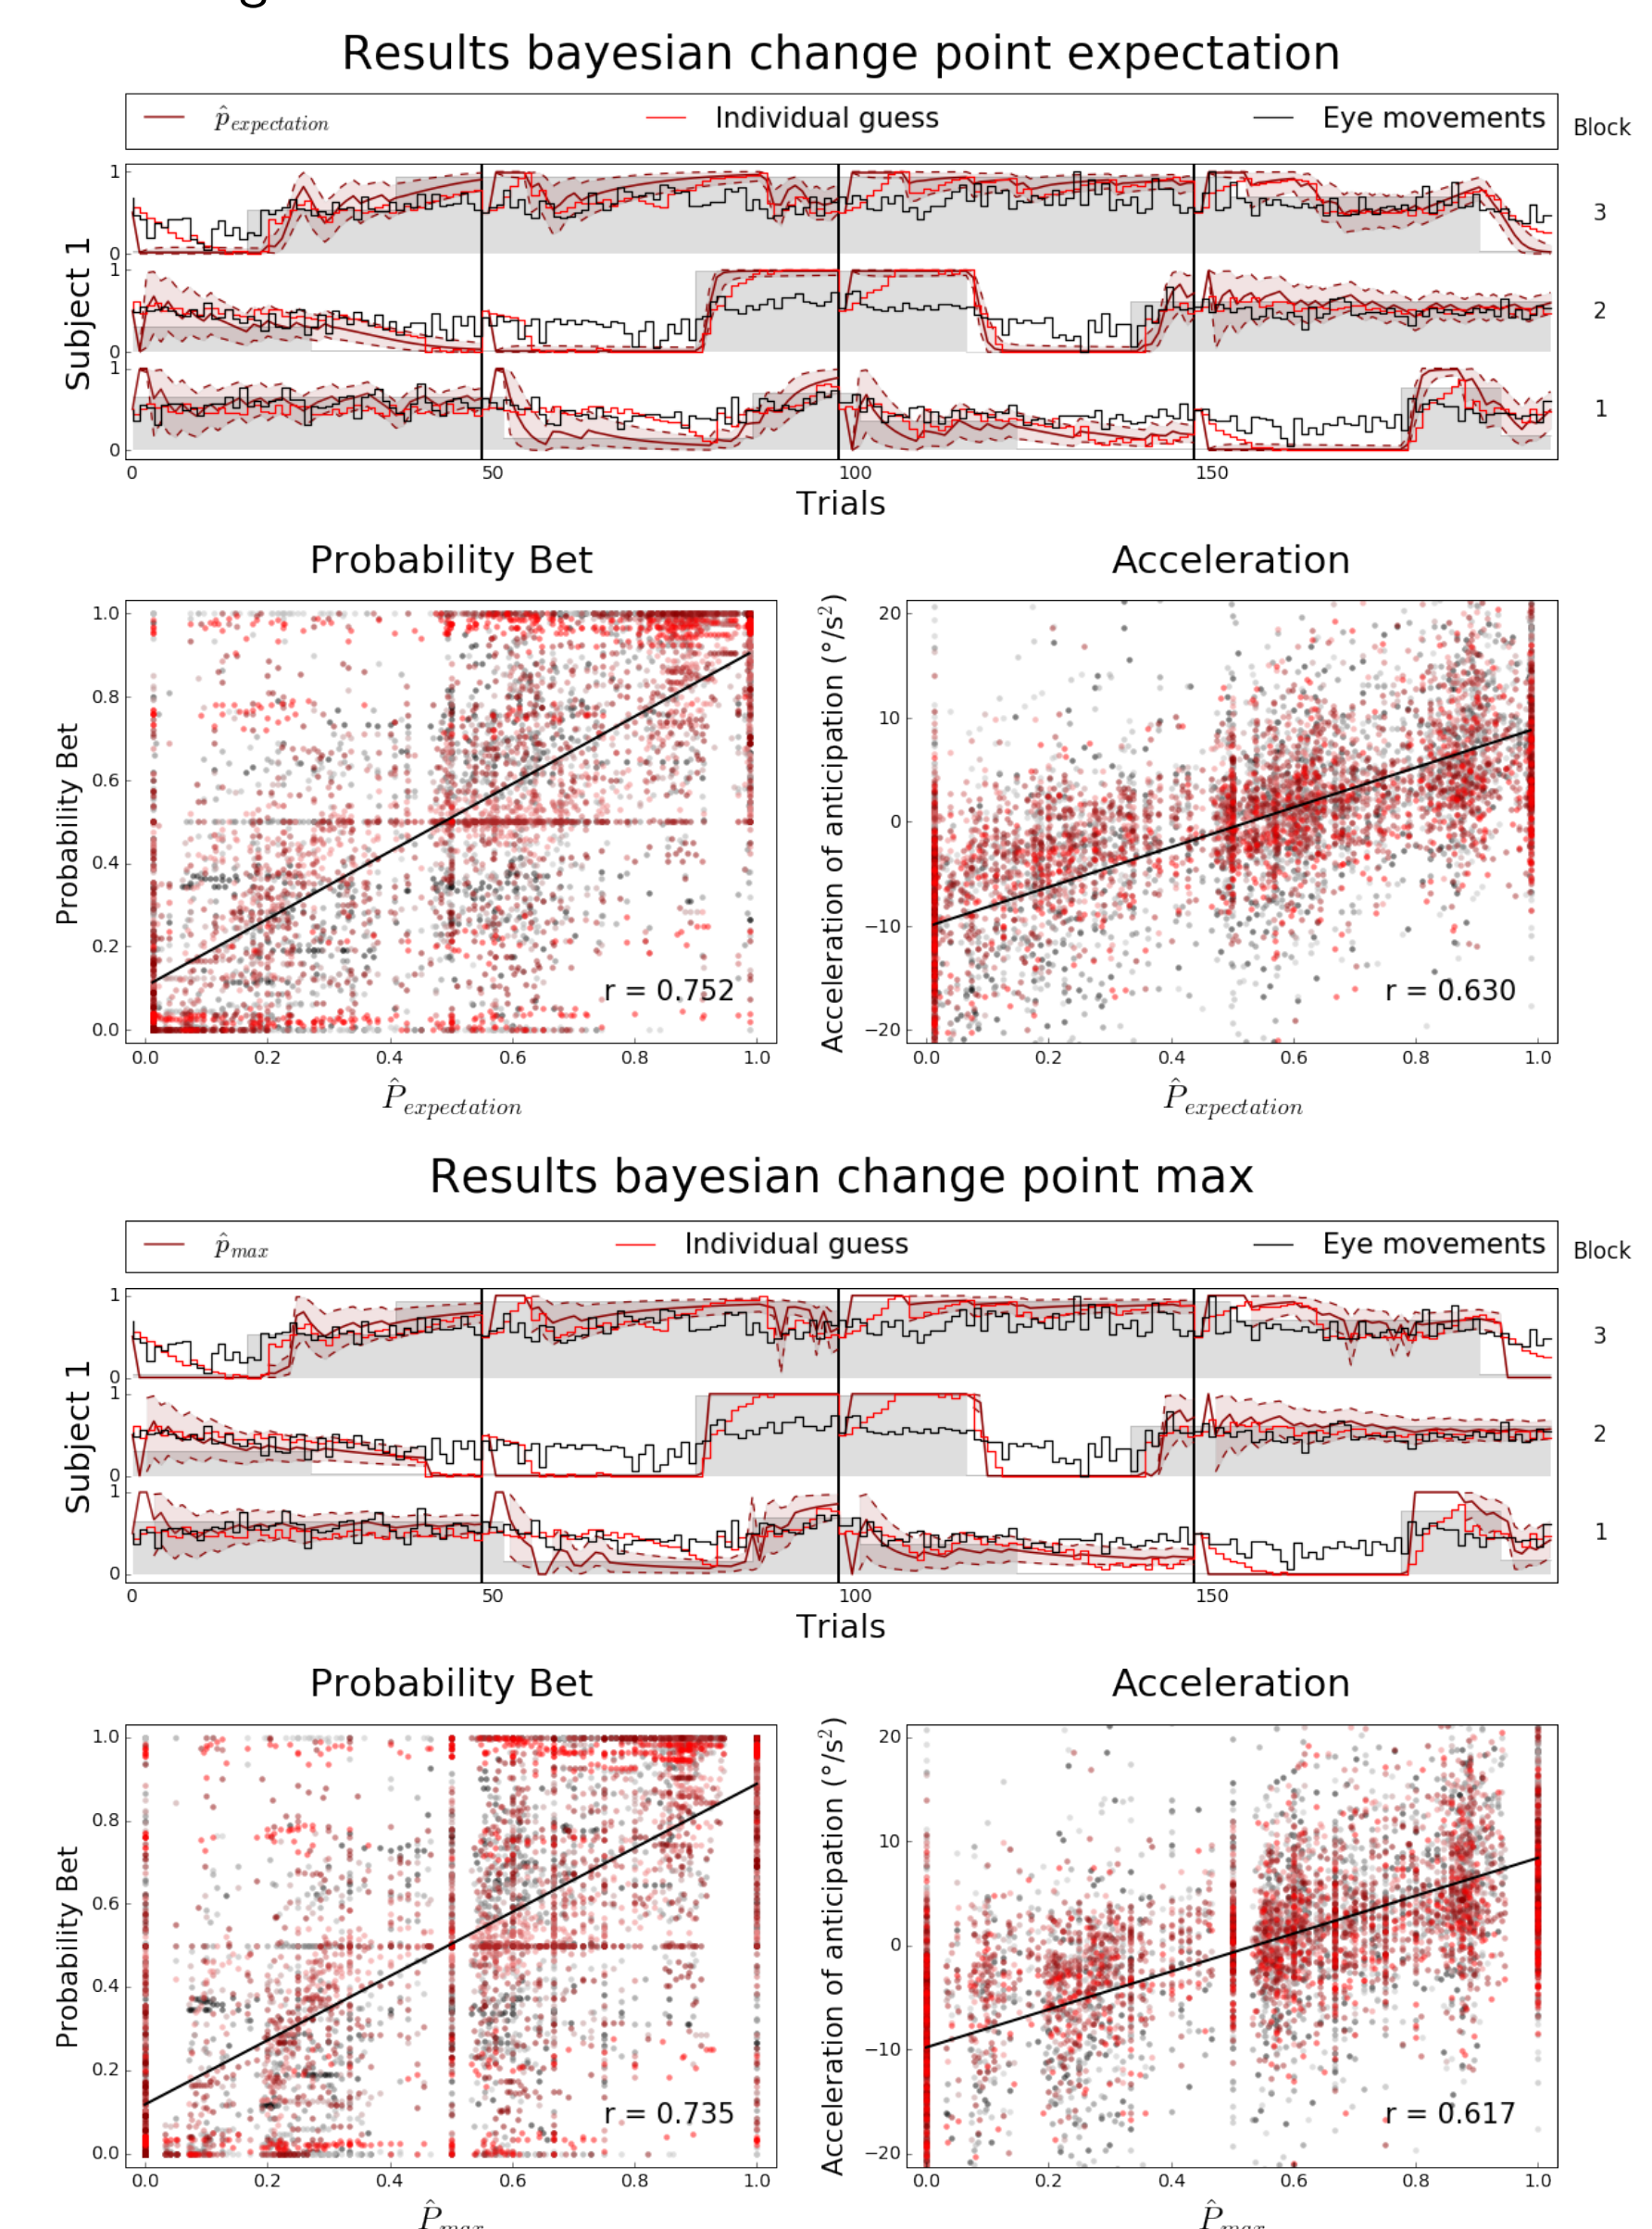 Results bayesian change point expectation
p̂expectation Individual guess Eye movements Block
Subject 1
1
0
1
0
1
0
3
2
1
0 50 100 150
Trials
Probability Bet
Probability Bet
1.0
0.8
0.6
0.4
0.2
0.0
r = 0.752
0.0 0.2 0.4 0.6 0.8 1.0
P̂expectation
Acceleration
Acceleration of anticipation (°/s²)
20
10
0
−10
−20
r = 0.630
0.0 0.2 0.4 0.6 0.8 1.0
P̂expectation
Results bayesian change point max
p̂max Individual guess Eye movements Block
Subject 1
1
0
1
0
1
0
3
2
1
0 50 100 150
Trials
Probability Bet
Probability Bet
1.0
0.8
0.6
0.4
0.2
0.0
r = 0.735
0.0 0.2 0.4 0.6 0.8 1.0
P̂max
Acceleration
Acceleration of anticipation (°/s²)
20
10
0
−10
−20
r = 0.617
0.0 0.2 0.4 0.6 0.8 1.0
P̂max